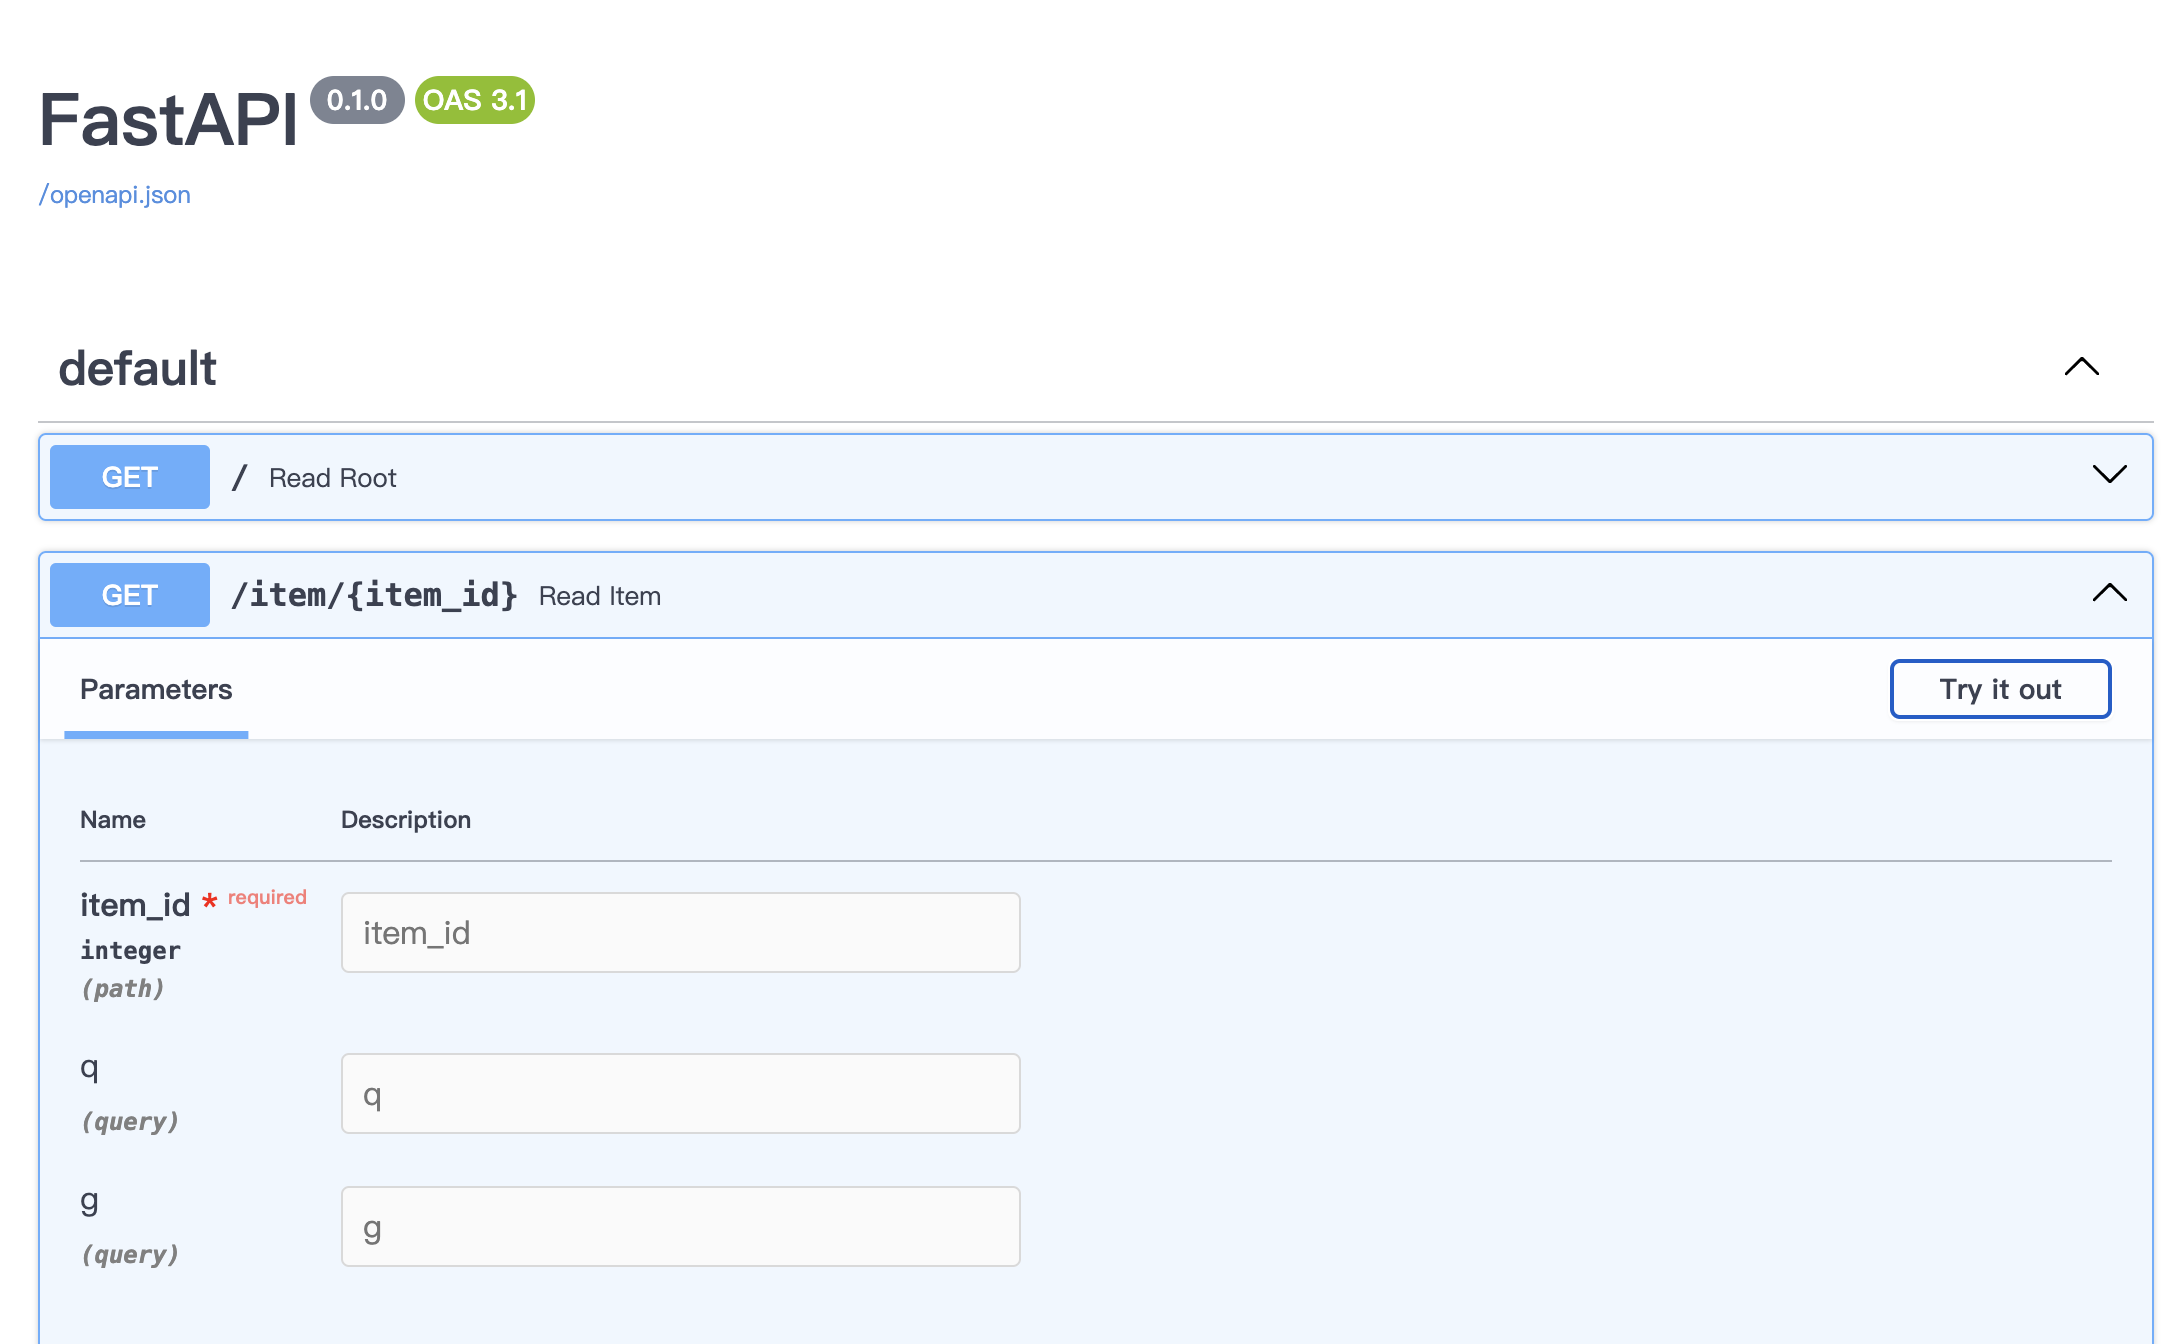 FastAPI 0.1.0 OAS 3.1
/openapi.json
default
GET / Read Root
GET /item/{item_id} Read Item
Parameters Try it out
Name Description
item_id * required item_id
integer
(path)
q q
(query)
g g
(query)